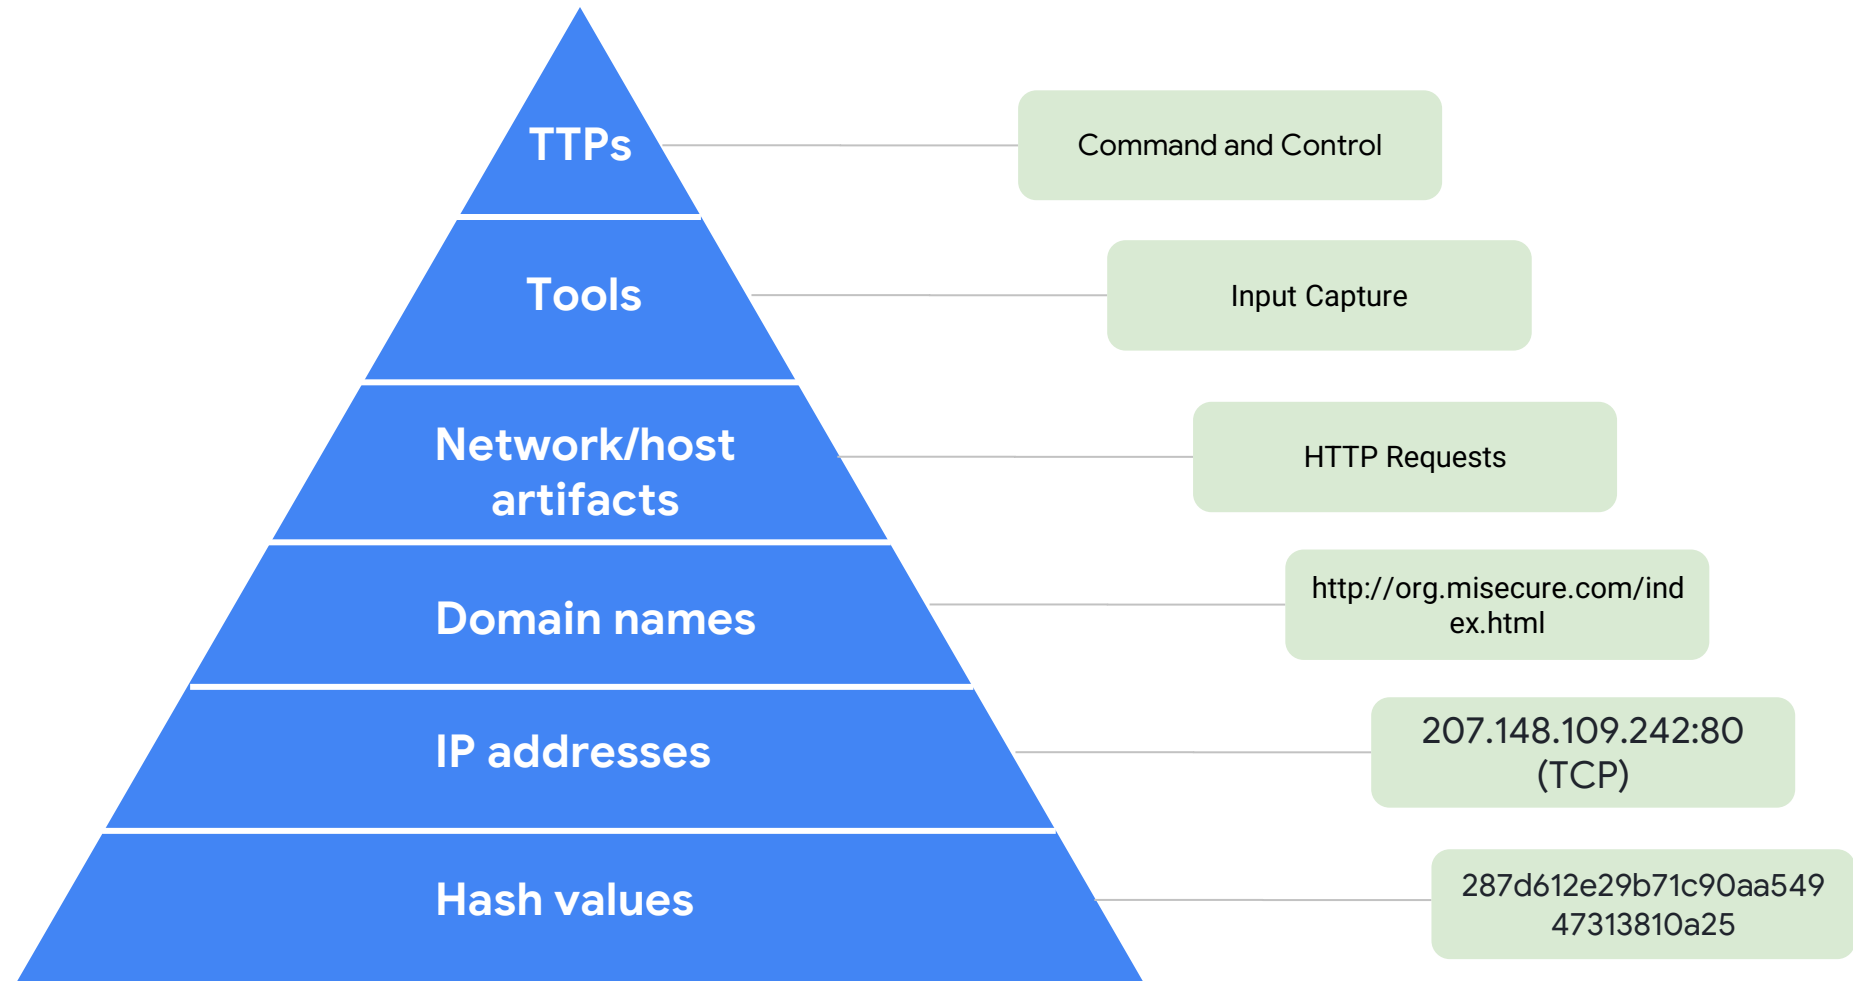 TTPs
Command and Control
Tools
Input Capture
Network/host
artifacts
HTTP Requests
Domain names
http://org.misecure.com/ind
ex.html
IP addresses
207.148.109.242:80
(TCP)
Hash values
287d612e29b71c90aa549
47313810a25